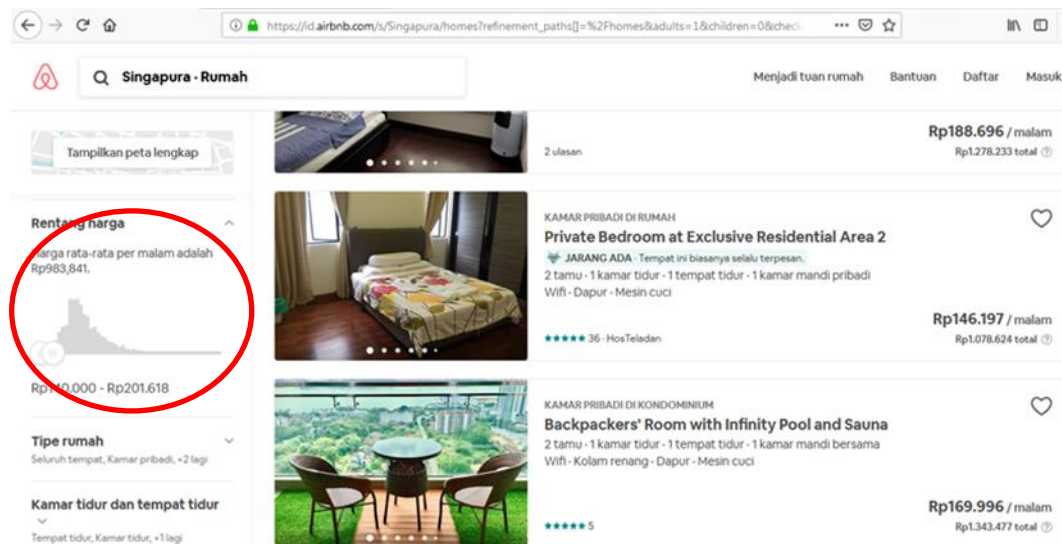 https://id.airbnb.com/s/Singapura/homes?refinement_paths[]=%2Fhomes&adults=1&children=0&check
Singapura · Rumah
Menjadi tuan rumah
Bantuan
Daftar
Masuk
Tampilkan peta lengkap
Rentang harga
Harga rata-rata per malam adalah
Rp983,841.
Rp140.000 - Rp201.618
Tipe rumah
Seluruh tempat, Kamar pribadi, +2 lagi
Kamar tidur dan tempat tidur
Tempat tidur, Kamar tidur, +1 lagi
2 ulasan
Rp188.696 / malam
Rp1.278.233 total
KAMAR PRIBADI DI RUMAH
Private Bedroom at Exclusive Residential Area 2
JARANG ADA · Tempat ini biasanya selalu terpesan.
2 tamu · 1 kamar tidur · 1 tempat tidur · 1 kamar mandi pribadi
Wifi · Dapur · Mesin cuci
36 · HosTeladan
Rp146.197 / malam
Rp1.078.624 total
KAMAR PRIBADI DI KONDOMINIUM
Backpackers' Room with Infinity Pool and Sauna
2 tamu · 1 kamar tidur · 1 tempat tidur · 1 kamar mandi bersama
Wifi · Kolam renang · Dapur · Mesin cuci
5
Rp169.996 / malam
Rp1.343.477 total